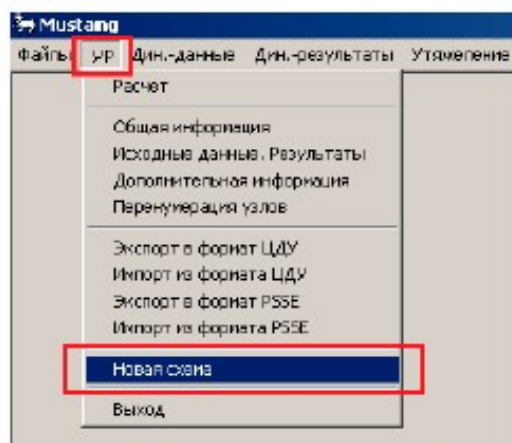 Mustang
Файлы УР Дин.-данные Дин.-результаты Утяжеление
Расчет
Общая информация
Исходные данные. Результаты
Дополнительная информация
Перенумерация узлов
Экспорт в формат ЦДУ
Импорт из формата ЦДУ
Экспорт в формат PSSE
Импорт из формата PSSE
Новая схема
Выход